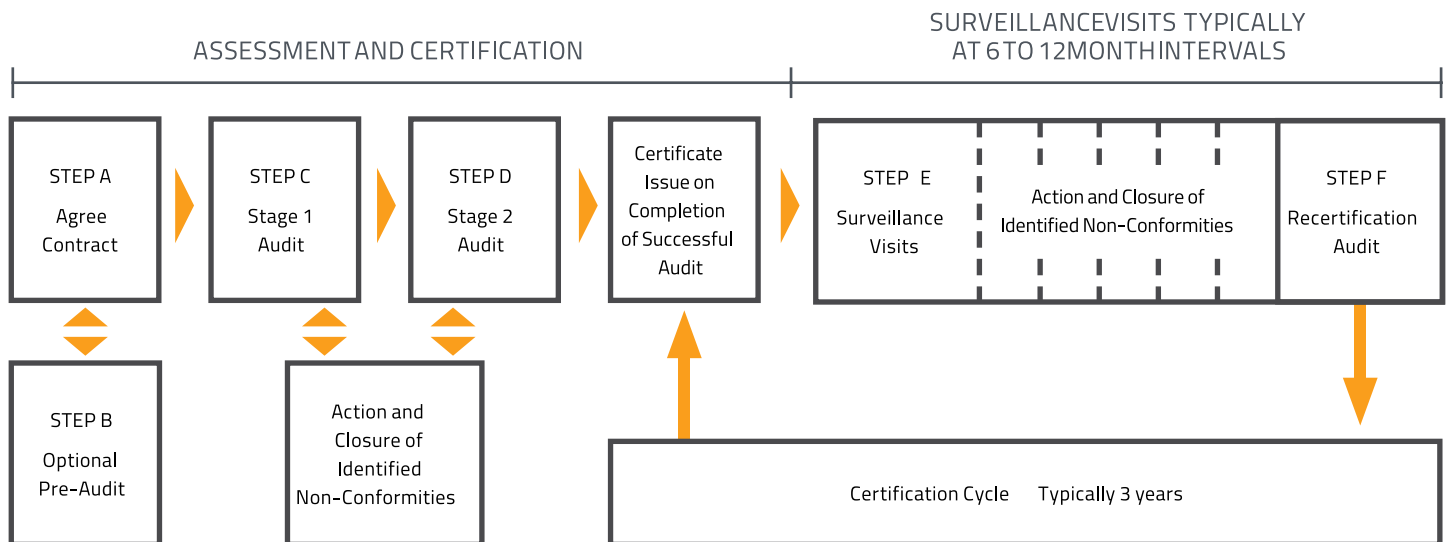 ASSESSMENT AND CERTIFICATION
SURVEILLANCEVISITS TYPICALLY
AT 6 TO 12MONTHINTERVALS
STEP A
Agree
Contract
STEP C
Stage 1
Audit
STEP D
Stage 2
Audit
Certificate
Issue on
Completion
of Successful
Audit
STEP E
Surveillance
Visits
Action and Closure of
Identified Non-Conformities
STEP F
Recertification
Audit
STEP B
Optional
Pre-Audit
Action and
Closure of
Identified
Non-Conformities
Certification Cycle Typically 3 years